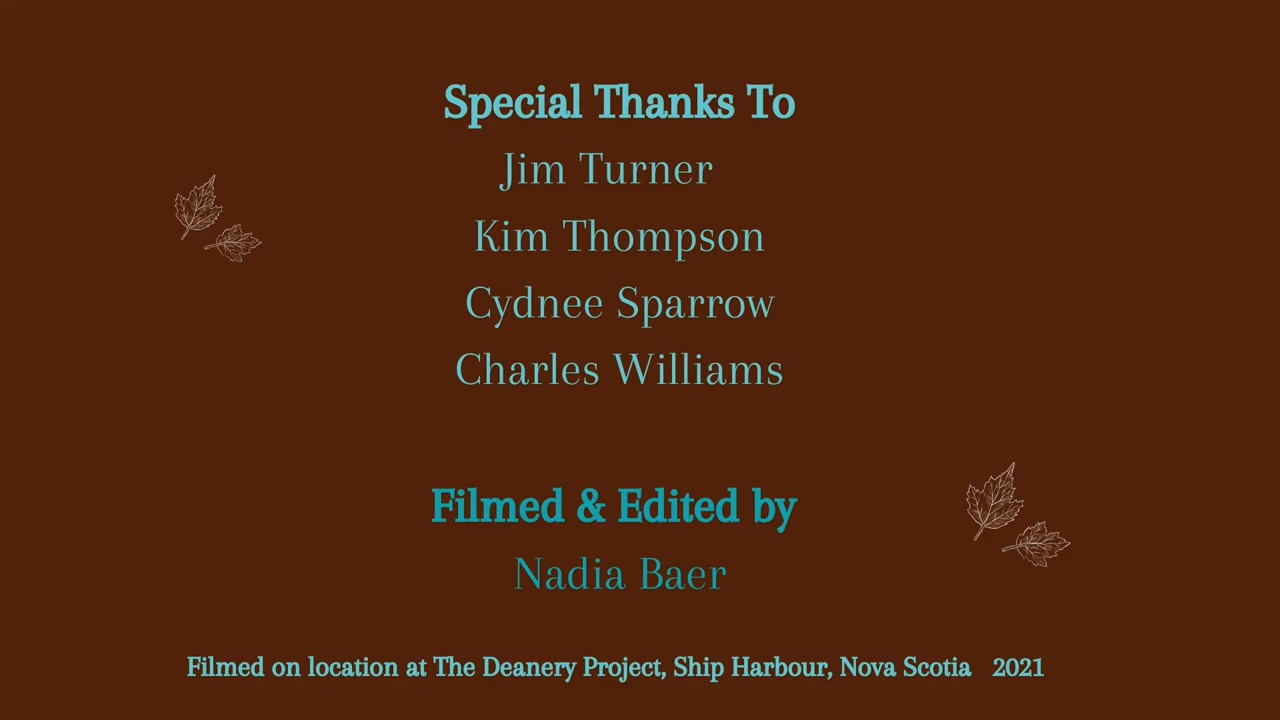 Special Thanks To
Jim Turner
Kim Thompson
Cydnee Sparrow
Charles Williams
Filmed & Edited by
Nadia Baer
Filmed on location at The Deanery Project, Ship Harbour, Nova Scotia 2021